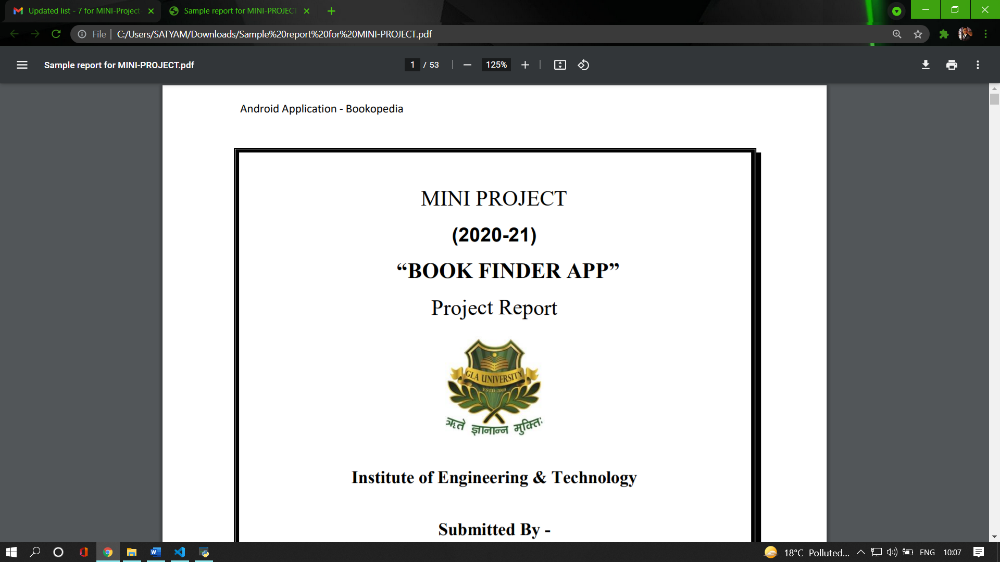 Updated list - 7 for MINI-Project
Sample report for MINI-PROJECT
File
C:/Users/SATYAM/Downloads/Sample%20report%20for%20MINI-PROJECT.pdf
Sample report for MINI-PROJECT.pdf
1 / 53
125%
Android Application - Bookopedia
MINI PROJECT
(2020-21)
“BOOK FINDER APP”
Project Report
GLA UNIVERSITY
ESTD 2010
ऋते ज्ञानान्न मुक्तिः
Institute of Engineering & Technology
Submitted By -
18°C Polluted...
ENG
10:07